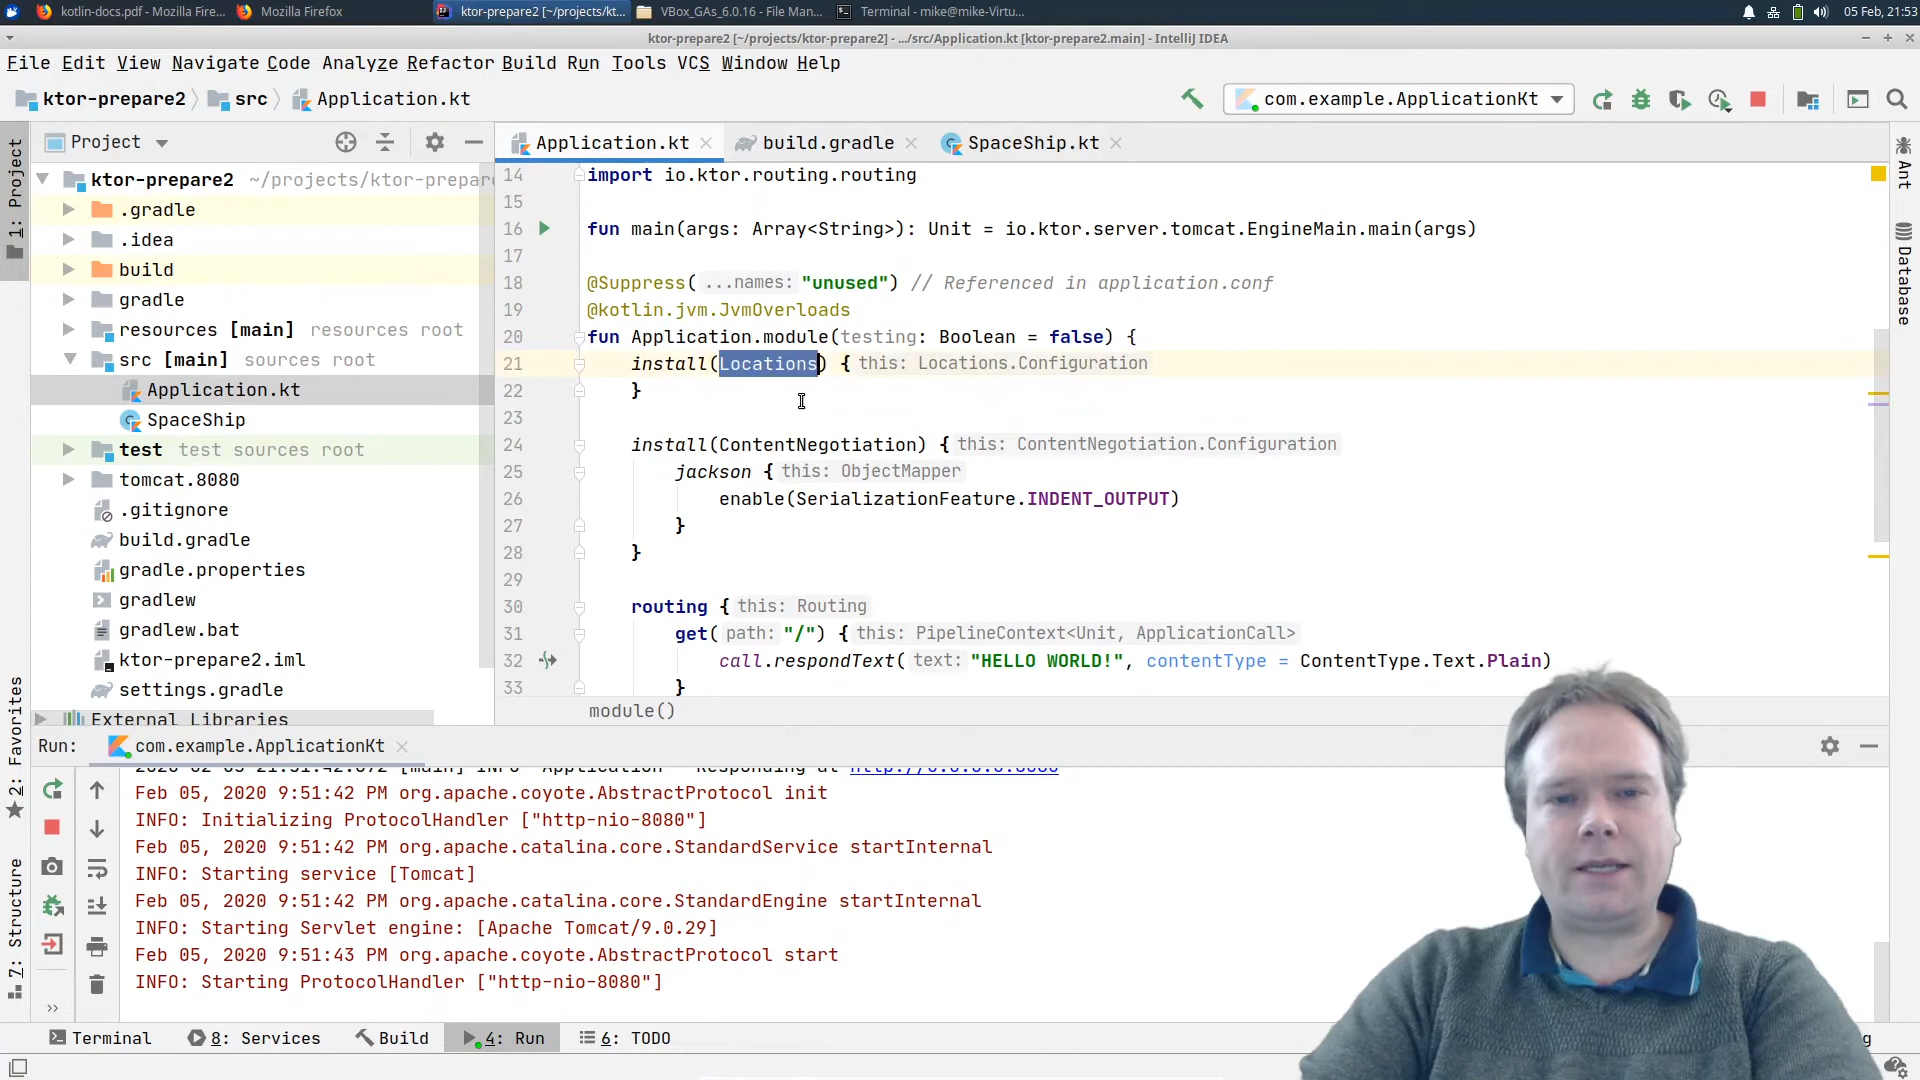 kotlin-docs.pdf - Mozilla Fire...
Mozilla Firefox
ktor-prepare2 [~/projects/kt...
VBox_GAs_6.0.16 - File Man...
Terminal - mike@mike-Virtu...
05 Feb, 21:53
ktor-prepare2 [~/projects/ktor-prepare2] - .../src/Application.kt [ktor-prepare2.main] - IntelliJ IDEA
File Edit View Navigate Code Analyze Refactor Build Run Tools VCS Window Help
ktor-prepare2 src Application.kt
com.example.ApplicationKt
Project
Application.kt
build.gradle
SpaceShip.kt
1: Project
2: Favorites
7: Structure
Ant
Database
ktor-prepare2 ~/projects/ktor-prepare
.gradle
.idea
build
gradle
resources [main] resources root
src [main] sources root
Application.kt
SpaceShip
test test sources root
tomcat.8080
.gitignore
build.gradle
gradle.properties
gradlew
gradlew.bat
ktor-prepare2.iml
settings.gradle
External Libraries
14 import io.ktor.routing.routing
15
16 fun main(args: Array<String>): Unit = io.ktor.server.tomcat.EngineMain.main(args)
17
18 @Suppress( ...names: "unused") // Referenced in application.conf
19 @kotlin.jvm.JvmOverloads
20 fun Application.module(testing: Boolean = false) {
21 install(Locations) { this: Locations.Configuration
22 }
23
24 install(ContentNegotiation) { this: ContentNegotiation.Configuration
25 jackson { this: ObjectMapper
26 enable(SerializationFeature.INDENT_OUTPUT)
27 }
28 }
29
30 routing { this: Routing
31 get( path: "/") { this: PipelineContext<Unit, ApplicationCall>
32 call.respondText( text: "HELLO WORLD!", contentType = ContentType.Text.Plain)
33 }
module()
Run: com.example.ApplicationKt
Feb 05, 2020 9:51:42 PM org.apache.coyote.AbstractProtocol init
INFO: Initializing ProtocolHandler ["http-nio-8080"]
Feb 05, 2020 9:51:42 PM org.apache.catalina.core.StandardService startInternal
INFO: Starting service [Tomcat]
Feb 05, 2020 9:51:42 PM org.apache.catalina.core.StandardEngine startInternal
INFO: Starting Servlet engine: [Apache Tomcat/9.0.29]
Feb 05, 2020 9:51:43 PM org.apache.coyote.AbstractProtocol start
INFO: Starting ProtocolHandler ["http-nio-8080"]
Terminal
8: Services
Build
4: Run
6: TODO